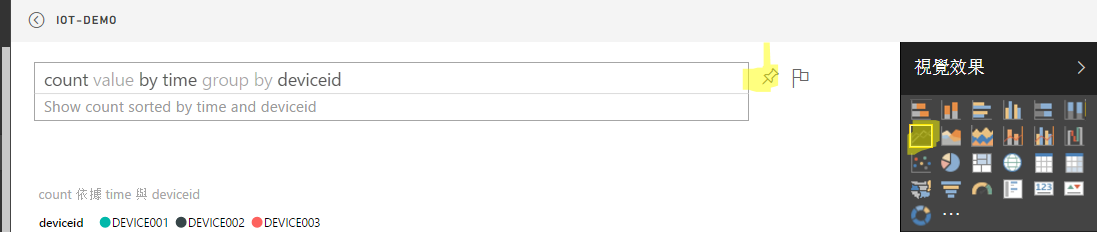 IOT-DEMO
count value by time group by deviceid
Show count sorted by time and deviceid
視覺效果
count 依據 time 與 deviceid
deviceid DEVICE001 DEVICE002 DEVICE003
123
...